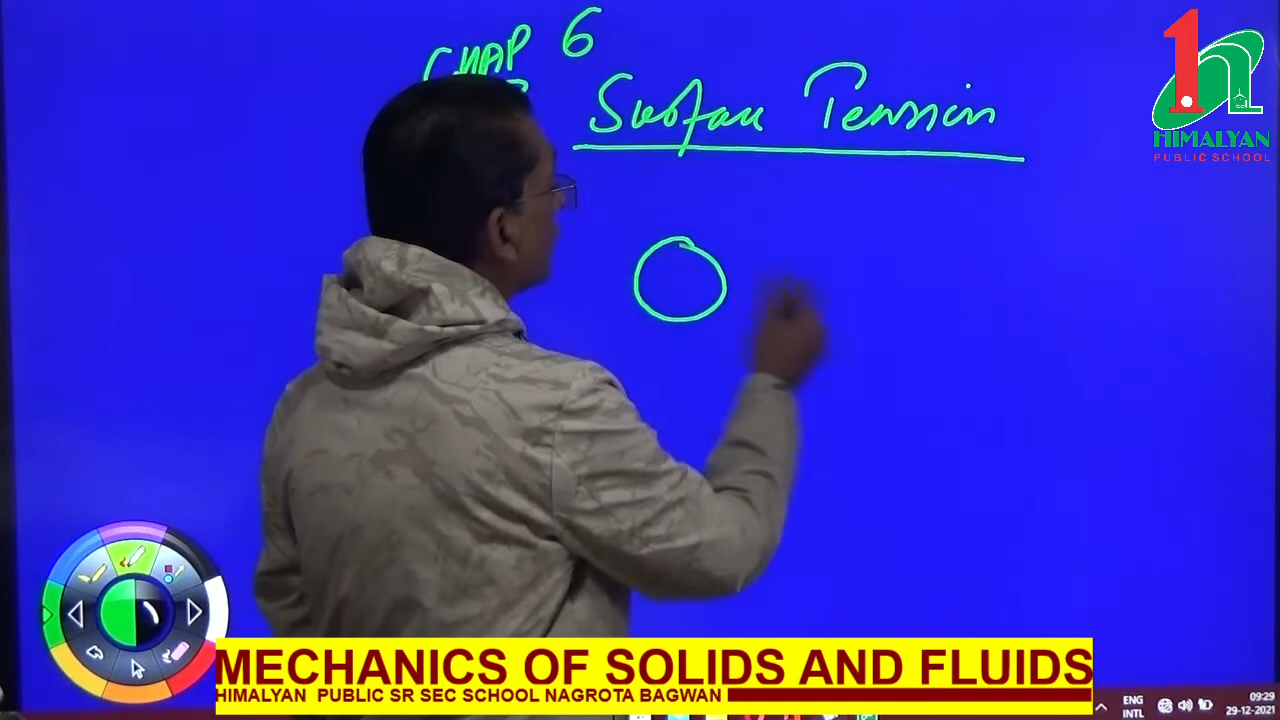 CHAP 6
Surface Tension
1h
HIMALYAN
PUBLIC SCHOOL
MECHANICS OF SOLIDS AND FLUIDS
HIMALYAN PUBLIC SR SEC SCHOOL NAGROTA BAGWAN
ENG
INTL
09:29
29-12-2021